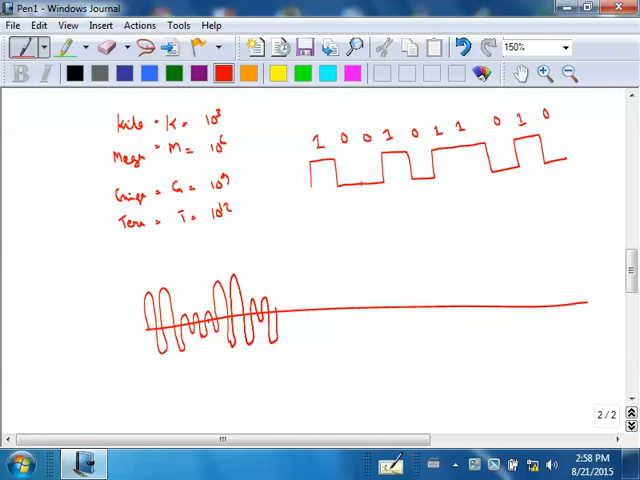 Pen1 - Windows Journal
File Edit View Insert Actions Tools Help
150%
B I
Kilo = K = 10³
Mega = M = 10⁶
Giga = G = 10⁹
Tera = T = 10¹²
1 0 0 1 0 1 1 0 1 0
2 / 2
2:58 PM
8/21/2015